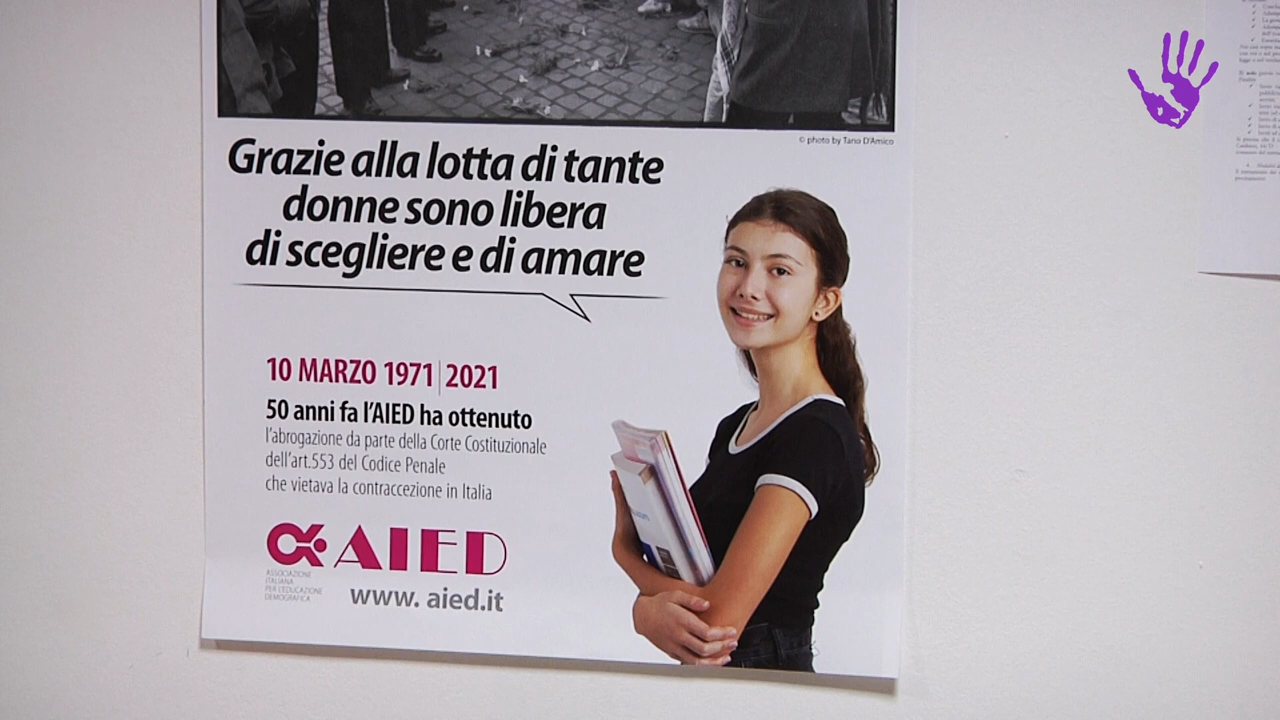 © photo by Tano D'Amico
Grazie alla lotta di tante
donne sono libera
di scegliere e di amare
10 MARZO 1971 | 2021
50 anni fa l'AIED ha ottenuto
l'abrogazione da parte della Corte Costituzionale
dell'art.553 del Codice Penale
che vietava la contraccezione in Italia
AIED
ASSOCIAZIONE
ITALIANA
PER L'EDUCAZIONE
DEMOGRAFICA
www. aied.it